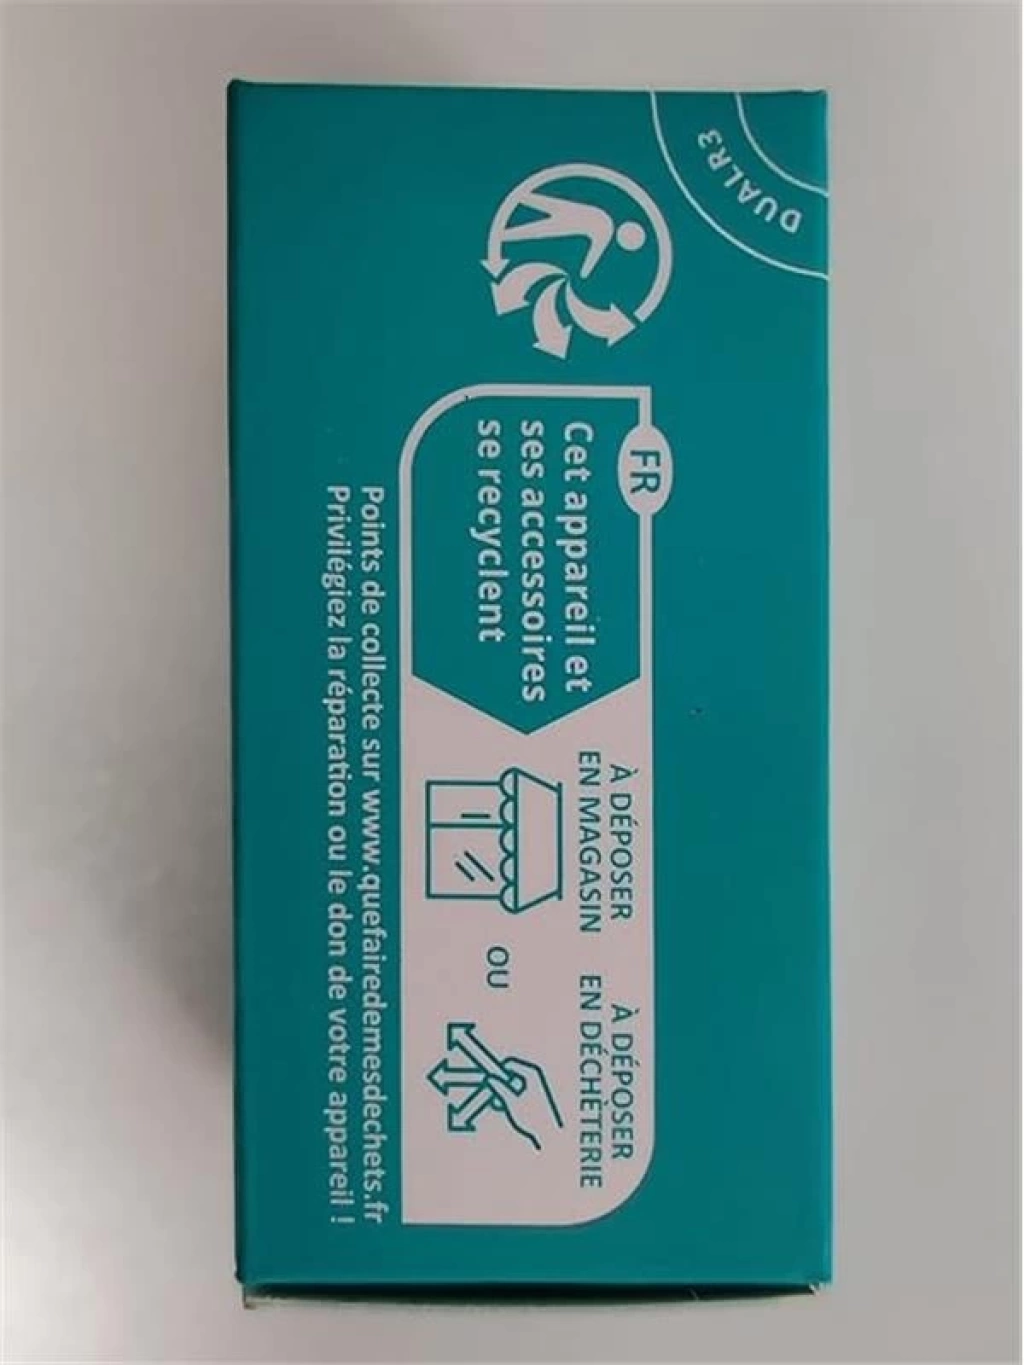 DUALR3
FR
Cet appareil et
ses accessoires
se recyclent
À DÉPOSER
EN MAGASIN
OU
À DÉPOSER
EN DÉCHÈTERIE
Points de collecte sur www.quefairedemesdechets.fr
Privilégiez la réparation ou le don de votre appareil !